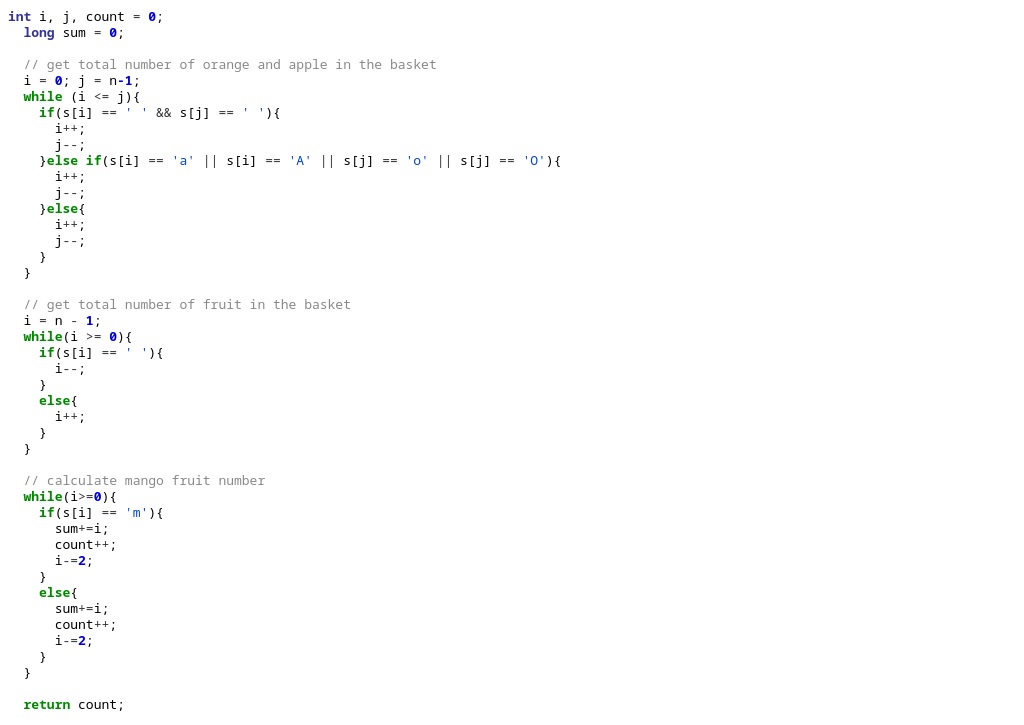 int i, j, count = 0;
  long sum = 0;

  // get total number of orange and apple in the basket
  i = 0; j = n-1;
  while (i <= j){
    if(s[i] == ' ' && s[j] == ' '){
      i++;
      j--;
    }else if(s[i] == 'a' || s[i] == 'A' || s[j] == 'o' || s[j] == 'O'){
      i++;
      j--;
    }else{
      i++;
      j--;
    }
  }

  // get total number of fruit in the basket
  i = n - 1;
  while(i >= 0){
    if(s[i] == ' '){
      i--;
    }
    else{
      i++;
    }
  }

  // calculate mango fruit number
  while(i>=0){
    if(s[i] == 'm'){
      sum+=i;
      count++;
      i-=2;
    }
    else{
      sum+=i;
      count++;
      i-=2;
    }
  }

  return count;